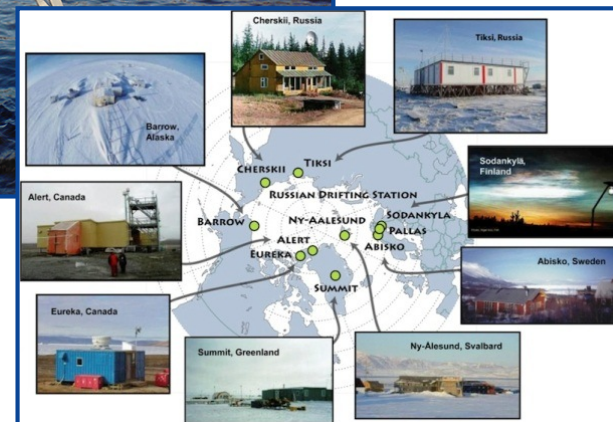 Cherskii, Russia
Tiksi, Russia
Barrow,
Alaska
Sodankylä,
Finland
TIKSI
CHERSKII
RUSSIAN DRIFTING STATION
Alert, Canada
SODANKYLA
BARROW
NY-AALESUND
PALLAS
ALERT
ABISKO
EUREKA
Abisko, Sweden
SUMMIT
Eureka, Canada
Summit, Greenland
Ny-Ålesund, Svalbard